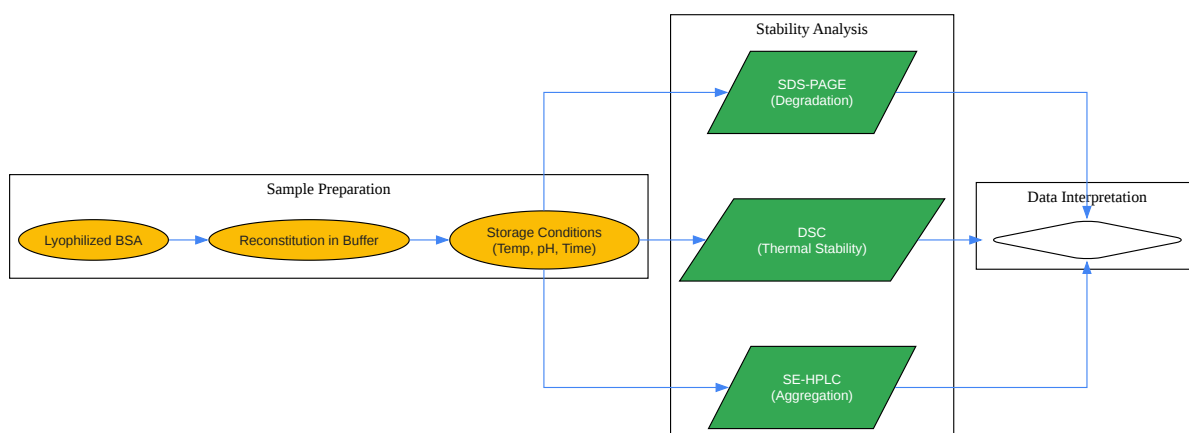 Stability Analysis
SDS-PAGE
(Degradation)
Sample Preparation
Lyophilized BSA
Reconstitution in Buffer
Storage Conditions
(Temp, pH, Time)
DSC
(Thermal Stability)
SE-HPLC
(Aggregation)
Data Interpretation